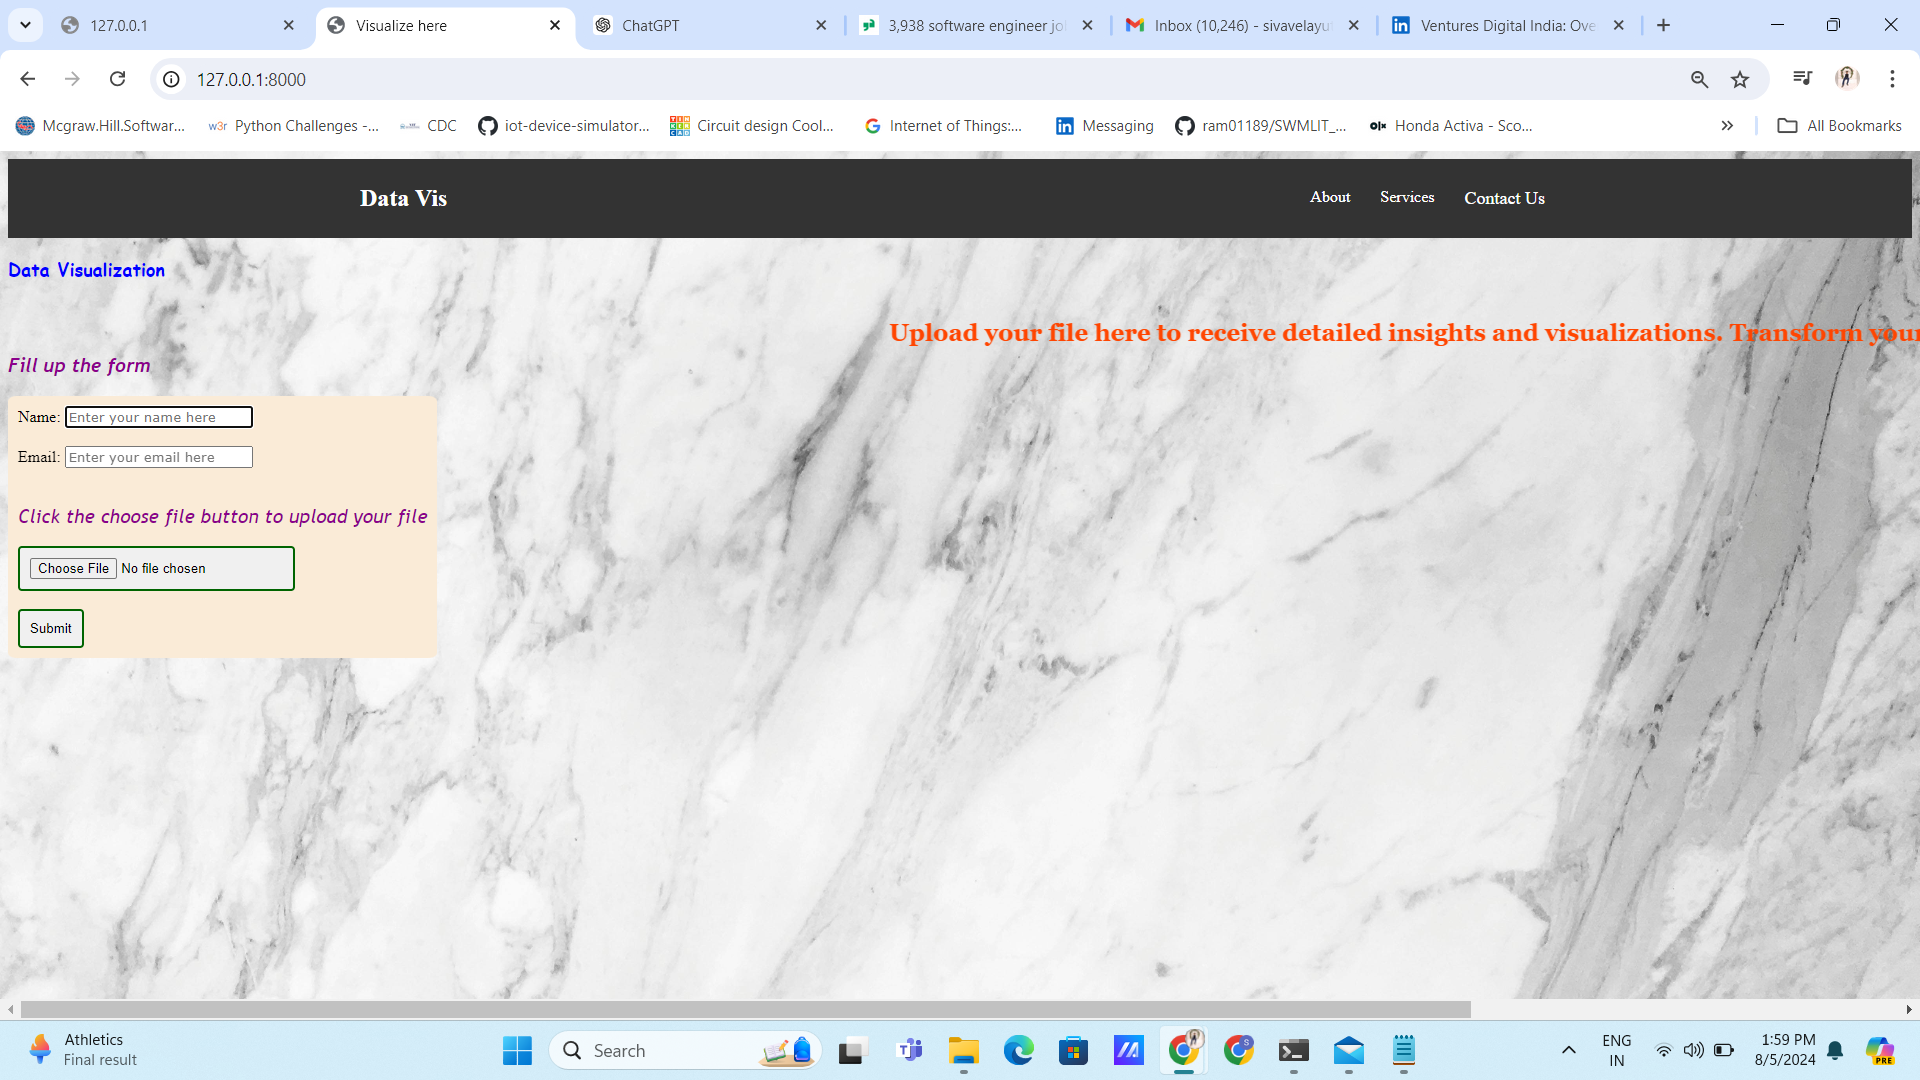 127.0.0.1
Visualize here
ChatGPT
3,938 software engineer jo
Inbox (10,246) - sivavelayu
Ventures Digital India: Ove
127.0.0.1:8000
Mcgraw.Hill.Softwar...
w3r Python Challenges -...
CDC
iot-device-simulator...
Circuit design Cool...
Internet of Things:...
Messaging
ram01189/SWMLIT_...
olx Honda Activa - Sco...
All Bookmarks
Data Vis
About
Services
Contact Us
Data Visualization
Upload your file here to receive detailed insights and visualizations. Transform your
Fill up the form
Name: Enter your name here
Email: Enter your email here
Click the choose file button to upload your file
Choose File No file chosen
Submit
Athletics
Final result
Search
ENG
IN
1:59 PM
8/5/2024
PRE